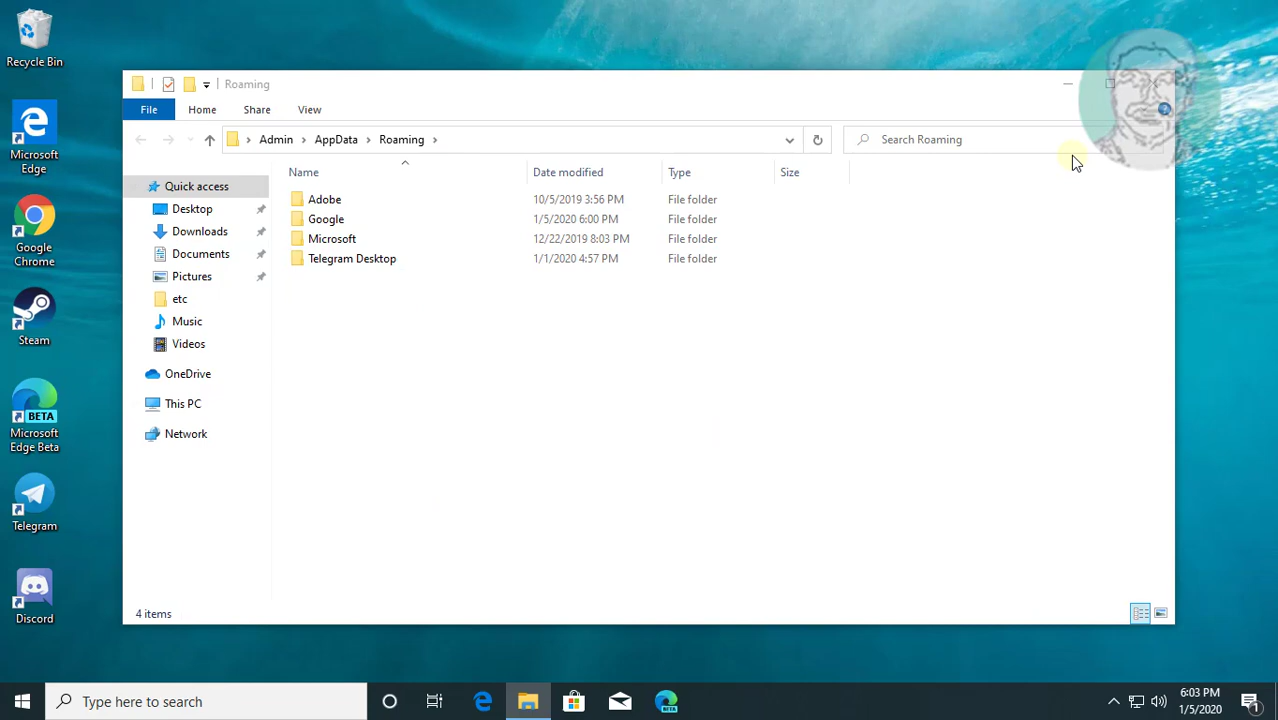 Recycle Bin
Microsoft
Edge
Google
Chrome
Steam
BETA
Microsoft
Edge Beta
Telegram
Discord
Roaming
File Home Share View
Admin AppData Roaming
Search Roaming
Name Date modified Type Size
Quick access
Desktop
Downloads
Documents
Pictures
etc
Music
Videos
OneDrive
This PC
Network
Adobe 10/5/2019 3:56 PM File folder
Google 1/5/2020 6:00 PM File folder
Microsoft 12/22/2019 8:03 PM File folder
Telegram Desktop 1/1/2020 4:57 PM File folder
4 items
Type here to search
BETA
6:03 PM
1/5/2020
1